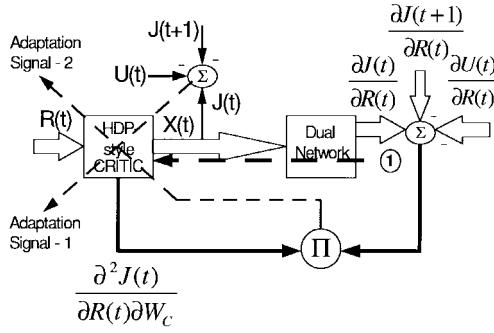 J(t+1)
Adaptation
Signal - 2
U(t)
Σ
- -
J(t)
R(t)
X(t)
HDP
style
CRITIC
Dual
Network
1
∂J(t+1)
∂R(t)
∂J(t)
∂R(t)
∂U(t)
∂R(t)
Σ
- -
Adaptation
Signal - 1
Π
∂²J(t)
∂R(t)∂W_C